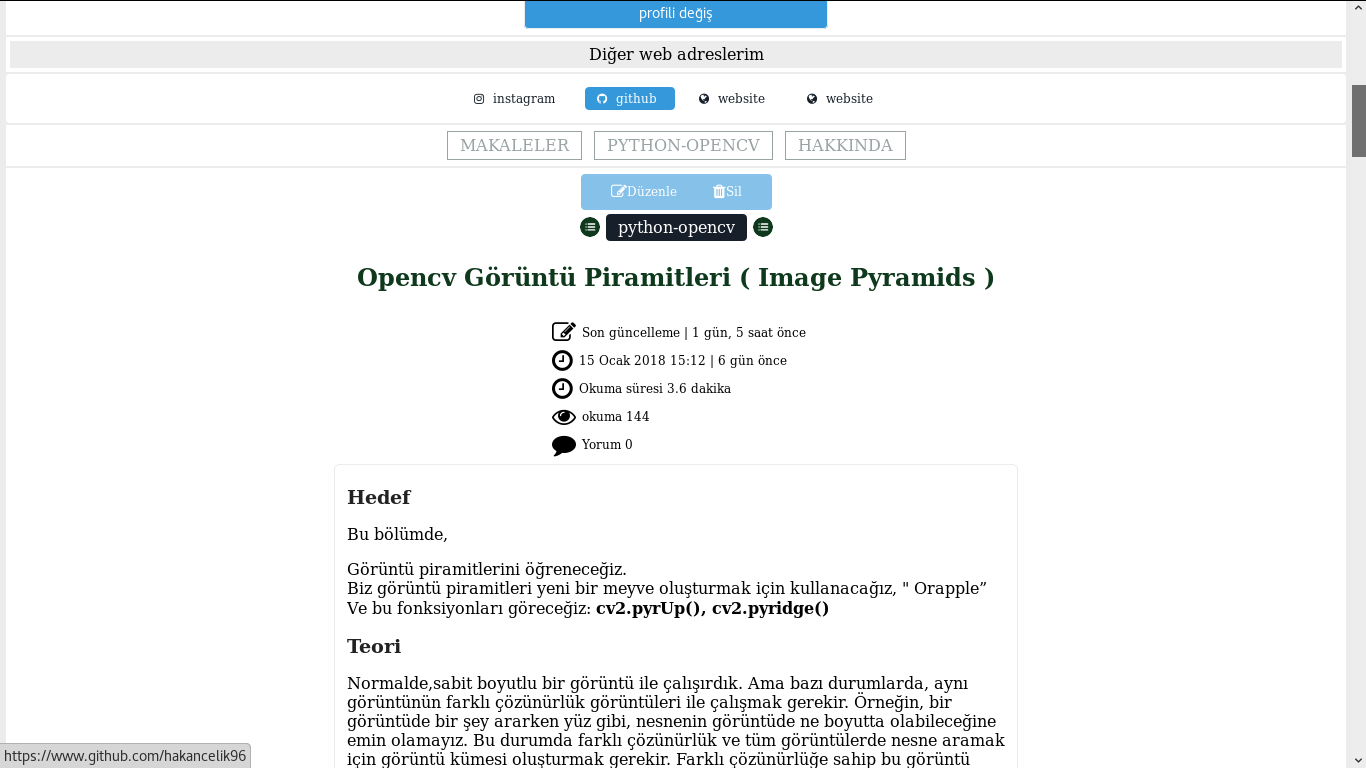 profili değiş
Diğer web adreslerim
instagram github website website
MAKALELER PYTHON-OPENCV HAKKINDA
Düzenle Sil
python-opencv
Opencv Görüntü Piramitleri ( Image Pyramids )
Son güncelleme | 1 gün, 5 saat önce
15 Ocak 2018 15:12 | 6 gün önce
Okuma süresi 3.6 dakika
okuma 144
Yorum 0
Hedef
Bu bölümde,
Görüntü piramitlerini öğreneceğiz.
Biz görüntü piramitleri yeni bir meyve oluşturmak için kullanacağız, " Orapple”
Ve bu fonksiyonları göreceğiz: cv2.pyrUp(), cv2.pyridge()
Teori
Normalde,sabit boyutlu bir görüntü ile çalışırdık. Ama bazı durumlarda, aynı
görüntünün farklı çözünürlük görüntüleri ile çalışmak gerekir. Örneğin, bir
görüntüde bir şey ararken yüz gibi, nesnenin görüntüde ne boyutta olabileceğine
emin olamayız. Bu durumda farklı çözünürlük ve tüm görüntülerde nesne aramak
için görüntü kümesi oluşturmak gerekir. Farklı çözünürlüğe sahip bu görüntü
https://www.github.com/hakancelik96